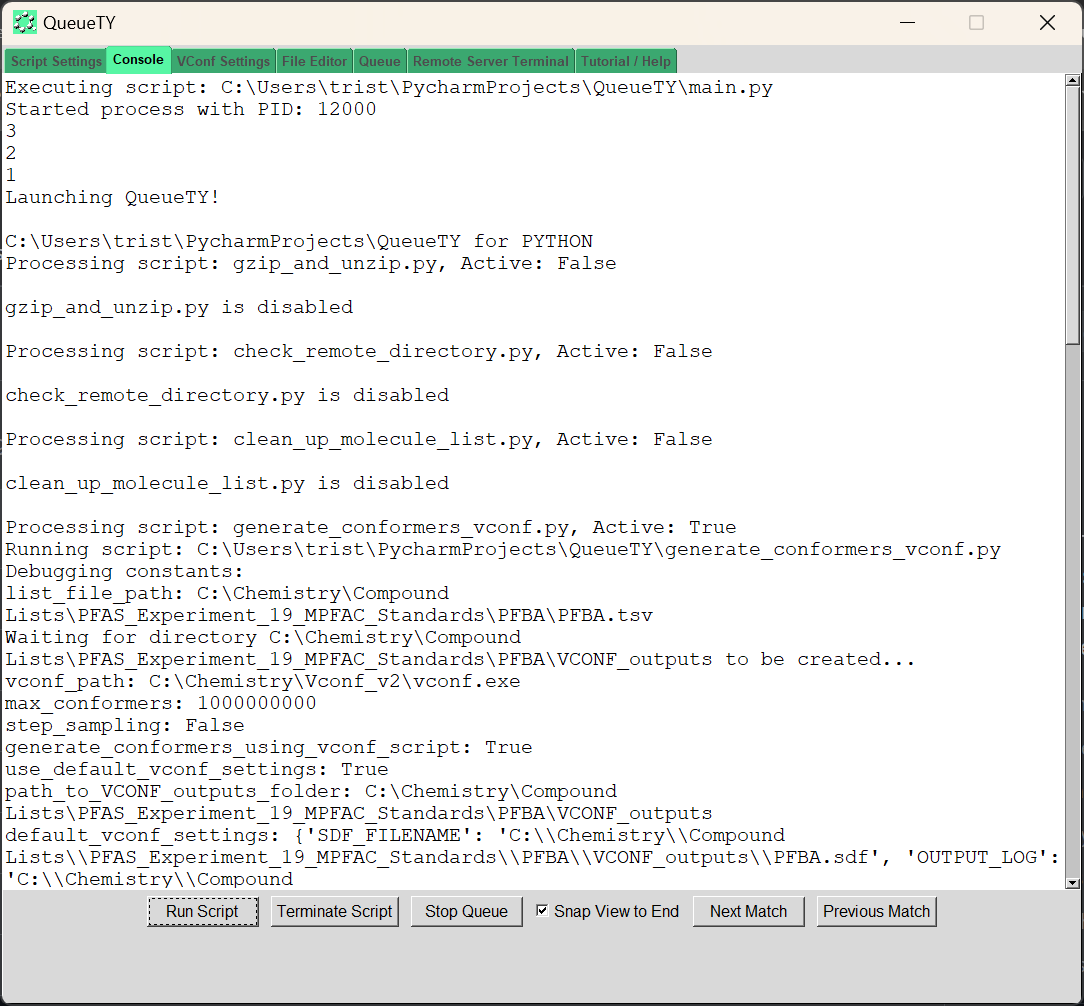 QueueTY
Script Settings Console VConf Settings File Editor Queue Remote Server Terminal Tutorial / Help
Executing script: C:\Users\trist\PycharmProjects\QueueTY\main.py
Started process with PID: 12000
3
2
1
Launching QueueTY!
C:\Users\trist\PycharmProjects\QueueTY for PYTHON
Processing script: gzip_and_unzip.py, Active: False
gzip_and_unzip.py is disabled
Processing script: check_remote_directory.py, Active: False
check_remote_directory.py is disabled
Processing script: clean_up_molecule_list.py, Active: False
clean_up_molecule_list.py is disabled
Processing script: generate_conformers_vconf.py, Active: True
Running script: C:\Users\trist\PycharmProjects\QueueTY\generate_conformers_vconf.py
Debugging constants:
list_file_path: C:\Chemistry\Compound
Lists\PFAS_Experiment_19_MPFAC_Standards\PFBA\PFBA.tsv
Waiting for directory C:\Chemistry\Compound
Lists\PFAS_Experiment_19_MPFAC_Standards\PFBA\VCONF_outputs to be created...
vconf_path: C:\Chemistry\Vconf_v2\vconf.exe
max_conformers: 1000000000
step_sampling: False
generate_conformers_using_vconf_script: True
use_default_vconf_settings: True
path_to_VCONF_outputs_folder: C:\Chemistry\Compound
Lists\PFAS_Experiment_19_MPFAC_Standards\PFBA\VCONF_outputs
default_vconf_settings: {'SDF_FILENAME': 'C:\\Chemistry\\Compound
Lists\\PFAS_Experiment_19_MPFAC_Standards\\PFBA\\VCONF_outputs\\PFBA.sdf', 'OUTPUT_LOG':
'C:\\Chemistry\\Compound
Run Script Terminate Script Stop Queue Snap View to End Next Match Previous Match